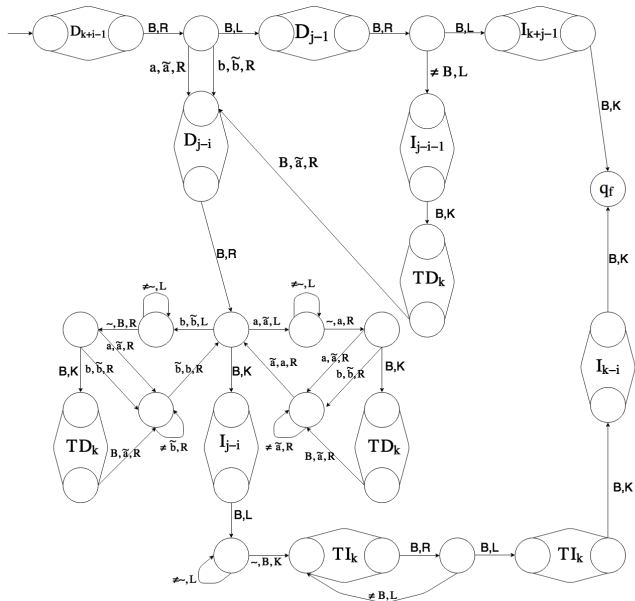 D_{k+i-1} B,R B,L D_{j-1} B,R B,L I_{k+j-1}
a, ã, R b, b̃, R ≠ B, L
B,K
D_{j-i} I_{j-i-1}
B, ã, R
q_f
B,K
TD_k
B,R
B,K
≠~, L ≠~, L
~, B, R b, b̃, L a, ã, L ~, a, R
a, ã, R b̃, b, R ã, a, R a, ã, R
B,K b, b̃, R B,K b, b̃, R B,K
I_{k-i}
TD_k ≠ b̃, R I_{j-i} ≠ ã, R TD_k
B, ã, R B, ã, R
B,K
B,L
~, B, K TI_k B,R B,L TI_k
≠~, L ≠ B, L